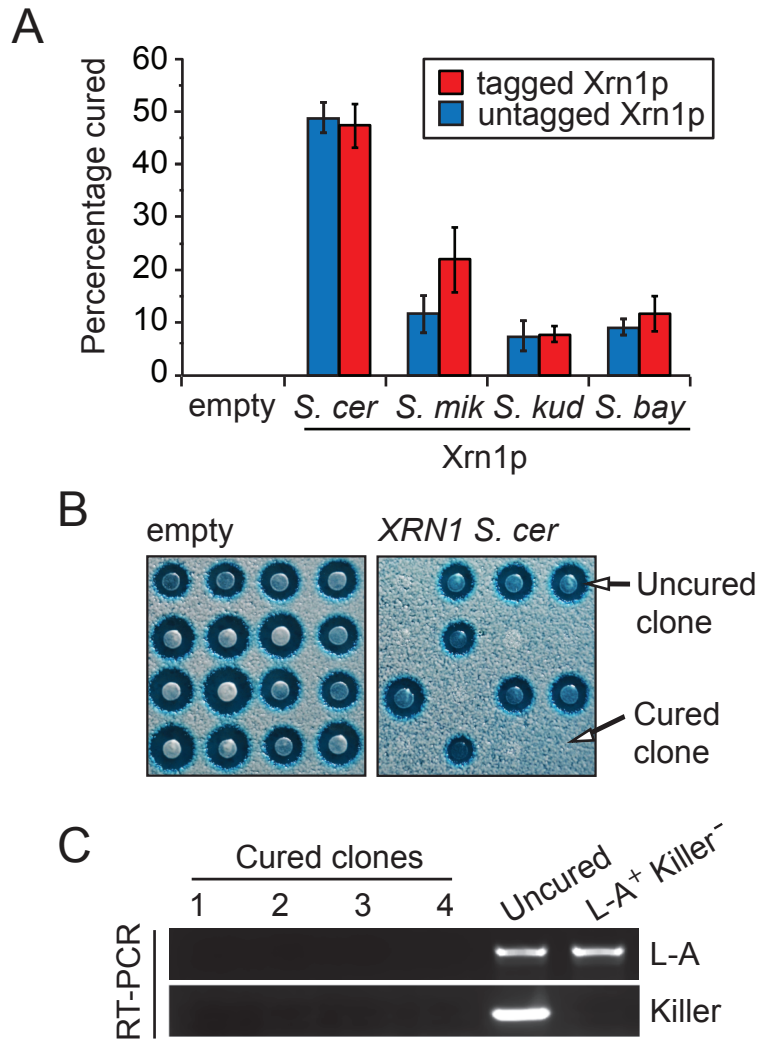 A
Percercentage cured
60
50
40
30
20
10
0
tagged Xrn1p
untagged Xrn1p
empty S. cer S. mik S. kud S. bay
Xrn1p
B
empty XRN1 S. cer
Uncured
clone
Cured
clone
C
Cured clones
1 2 3 4 Uncured L-A⁺ Killer⁻
RT-PCR
L-A
Killer